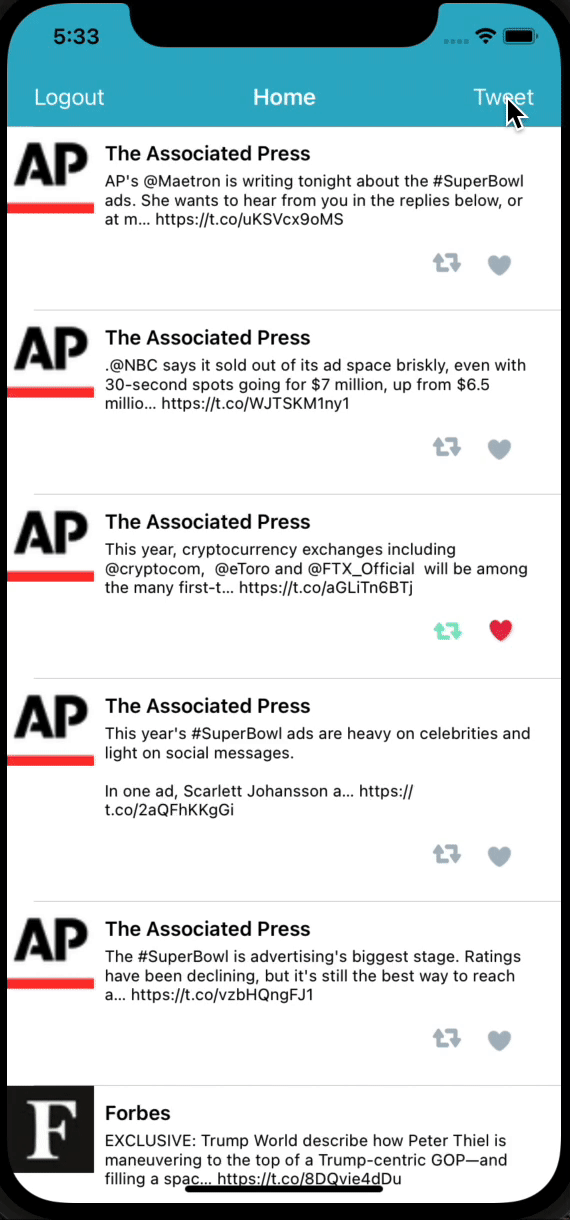 5:33
Logout Home Tweet
AP The Associated Press
AP's @Maetron is writing tonight about the #SuperBowl
ads. She wants to hear from you in the replies below, or
at m... https://t.co/uKSVcx9oMS
AP The Associated Press
.@NBC says it sold out of its ad space briskly, even with
30-second spots going for $7 million, up from $6.5
millio... https://t.co/WJTSKM1ny1
AP The Associated Press
This year, cryptocurrency exchanges including
@cryptocom,  @eToro and @FTX_Official  will be among
the many first-t... https://t.co/aGLiTn6BTj
AP The Associated Press
This year's #SuperBowl ads are heavy on celebrities and
light on social messages.
In one ad, Scarlett Johansson a... https://
t.co/2aQFhKKgGi
AP The Associated Press
The #SuperBowl is advertising's biggest stage. Ratings
have been declining, but it's still the best way to reach
a... https://t.co/vzbHQngFJ1
F Forbes
EXCLUSIVE: Trump World describe how Peter Thiel is
maneuvering to the top of a Trump-centric GOP—and
filling a spac... https://t.co/8DQvie4dDu